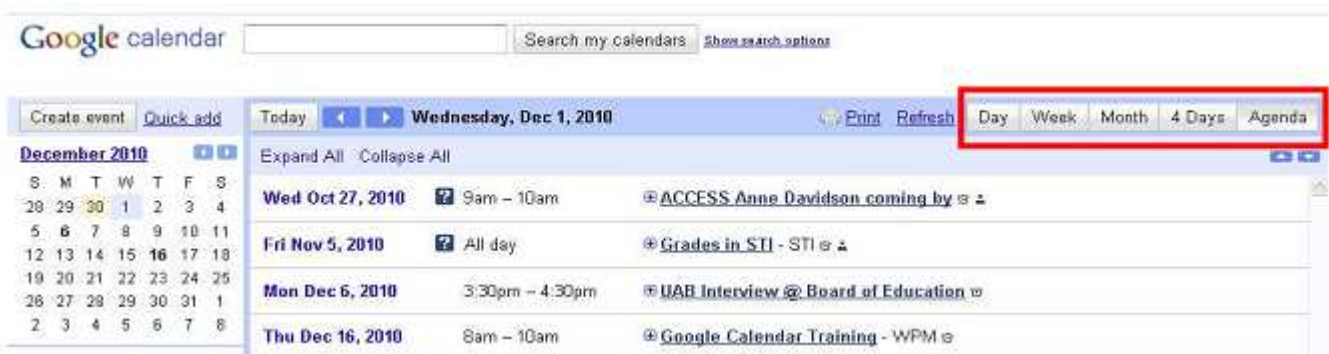 Google calendar Search my calendars Show search options
Create event Quick add Today Wednesday, Dec 1, 2010 Print Refresh Day Week Month 4 Days Agenda
December 2010 Expand All Collapse All
S M T W T F S
28 29 30 1 2 3 4
5 6 7 8 9 10 11
12 13 14 15 16 17 18
19 20 21 22 23 24 25
26 27 28 29 30 31 1
2 3 4 5 6 7 8
Wed Oct 27, 2010 ? 9am – 10am ACCESS Anne Davidson coming by
Fri Nov 5, 2010 ? All day Grades in STI - STI
Mon Dec 6, 2010 3:30pm – 4:30pm UAB Interview @ Board of Education
Thu Dec 16, 2010 8am – 10am Google Calendar Training - WPM